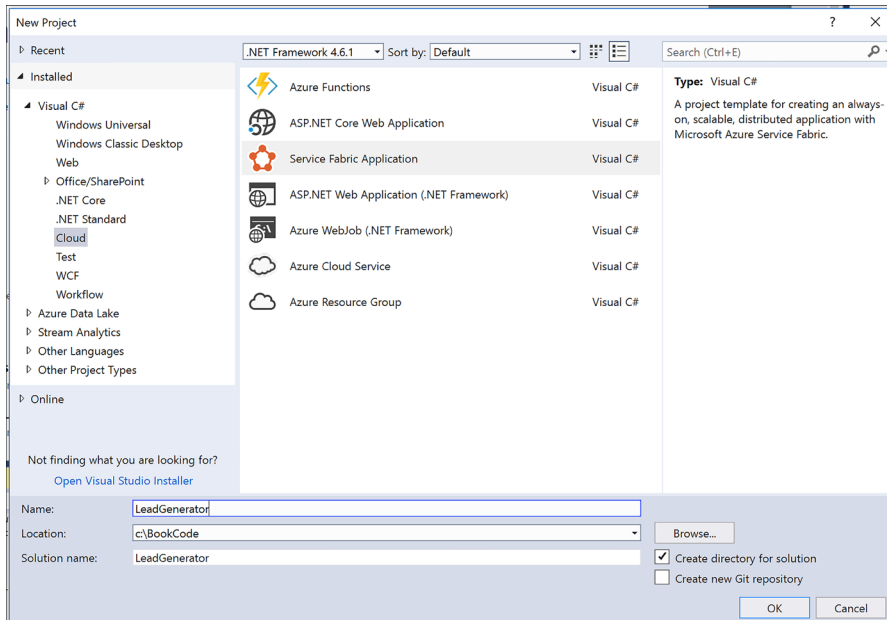 New Project
? ×
Recent
.NET Framework 4.6.1
Sort by: Default
Search (Ctrl+E)
Installed
Visual C#
Windows Universal
Windows Classic Desktop
Web
Office/SharePoint
.NET Core
.NET Standard
Cloud
Test
WCF
Workflow
Azure Data Lake
Stream Analytics
Other Languages
Other Project Types
Online
Not finding what you are looking for?
Open Visual Studio Installer
Azure Functions Visual C#
ASP.NET Core Web Application Visual C#
Service Fabric Application Visual C#
ASP.NET Web Application (.NET Framework) Visual C#
Azure WebJob (.NET Framework) Visual C#
Azure Cloud Service Visual C#
Azure Resource Group Visual C#
Type: Visual C#
A project template for creating an always-
on, scalable, distributed application with
Microsoft Azure Service Fabric.
Name: LeadGenerator
Location: c:\BookCode
Browse...
Solution name: LeadGenerator
Create directory for solution
Create new Git repository
OK Cancel